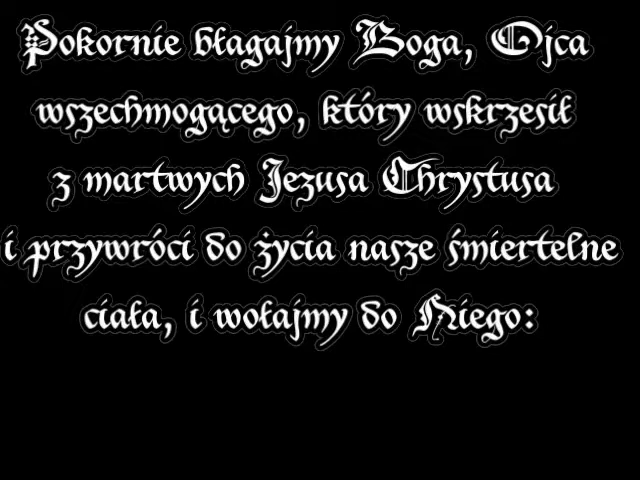 Pokornie błagajmy Boga, Ojca
wszechmogącego, który wskrzesił
z martwych Jezusa Chrystusa
i przywróci do życia nasze śmiertelne
ciała, i wołajmy do Niego: